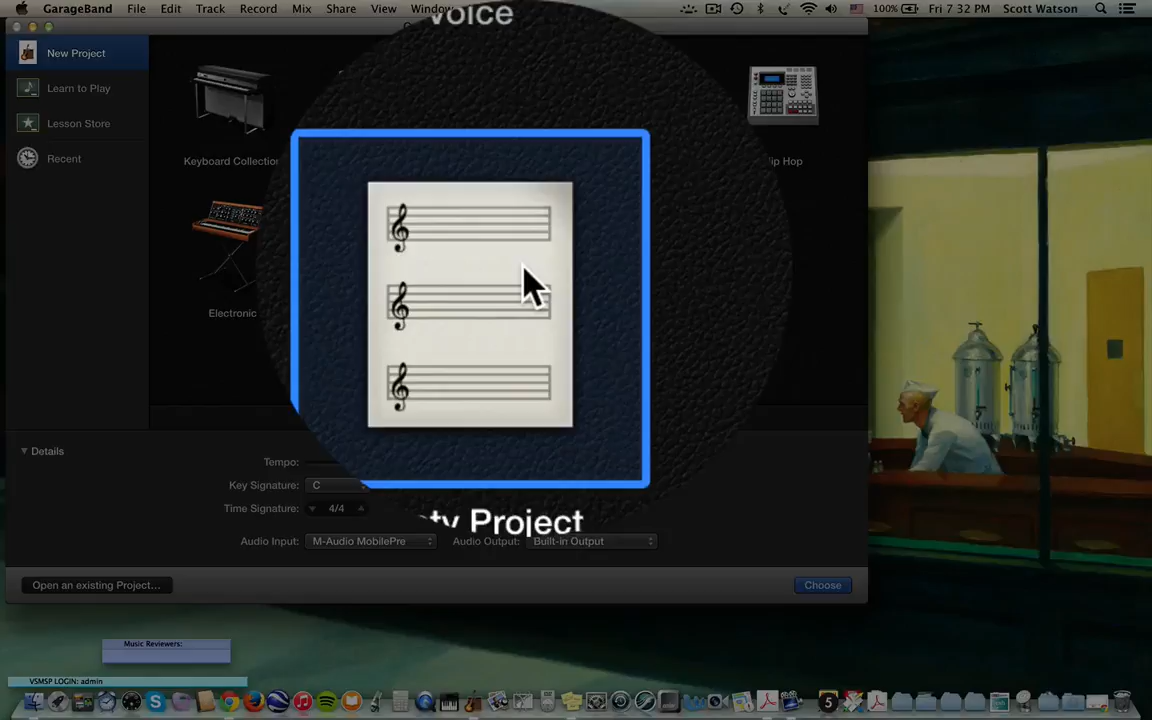 GarageBand File Edit Track Record Mix Share View Window 100% Fri 7 32 PM Scott Watson
Voice
New Project
Learn to Play
Lesson Store
Recent
Keyboard Collection
Hip Hop
Electronic
Project
Details
Tempo:
Key Signature: C
Time Signature: 4/4
Audio Input: M-Audio MobilePre Audio Output: Built-in Output
Open an existing Project... Choose
Music Reviewers:
VSMSP LOGIN: admin
5